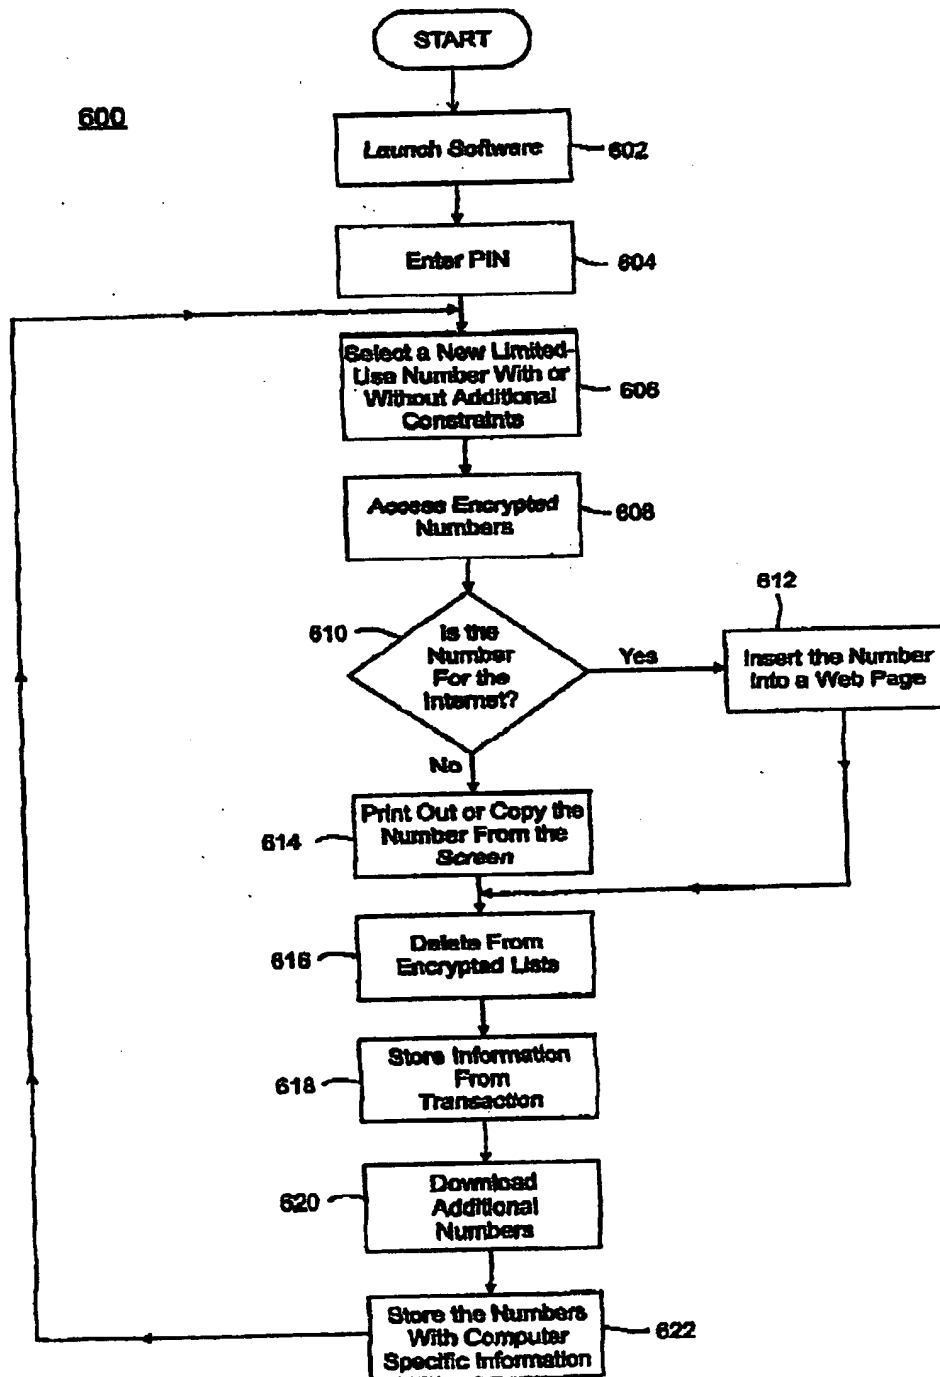 START
600
Launch Software
602
Enter PIN
604
Select a New Limited-
Use Number With or
Without Additional
Constraints
606
Access Encrypted
Numbers
608
610
Is the
Number
For the
Internet?
Yes
612
Insert the Number
Into a Web Page
No
614
Print Out or Copy the
Number From the
Screen
616
Delete From
Encrypted Lists
618
Store Information
From
Transaction
620
Download
Additional
Numbers
Store the Numbers
With Computer
Specific Information
622